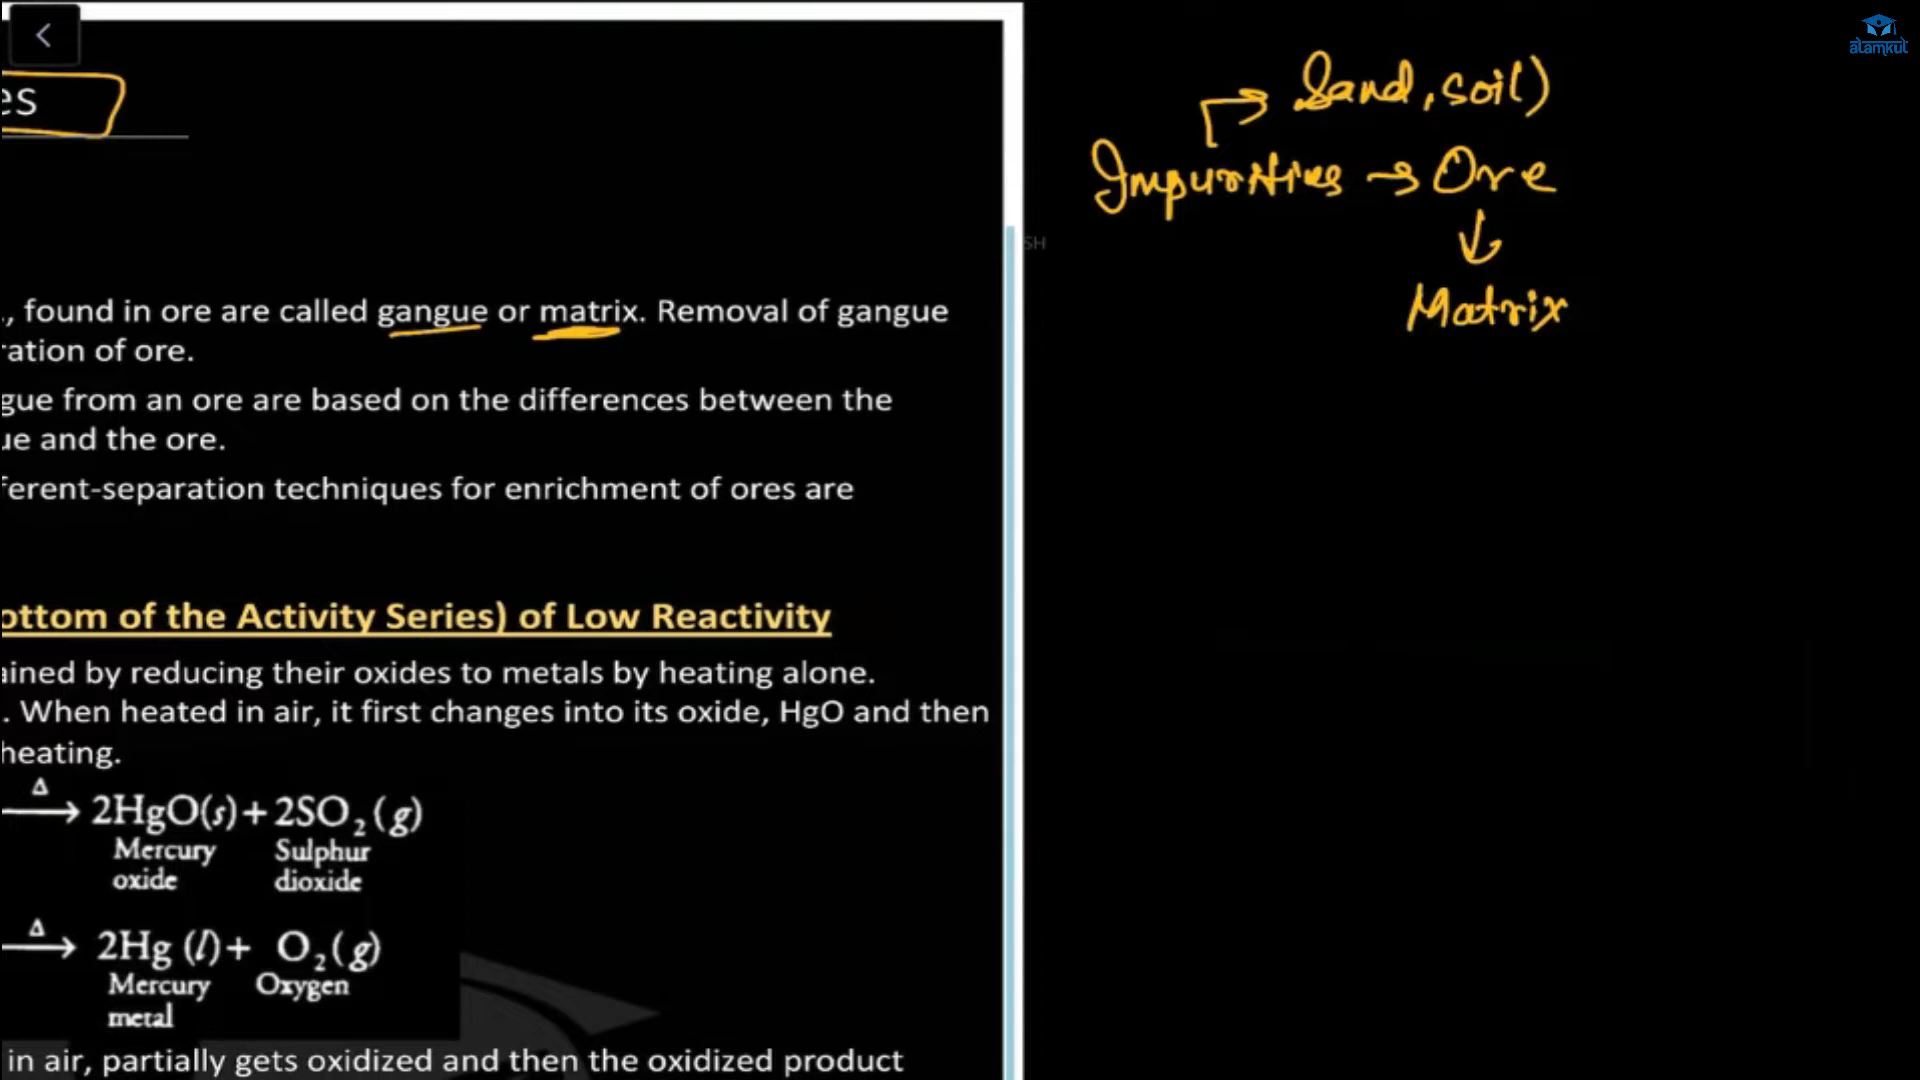 es
, found in ore are called gangue or matrix. Removal of gangue
ation of ore.
gue from an ore are based on the differences between the
ue and the ore.
ferent-separation techniques for enrichment of ores are
ottom of the Activity Series) of Low Reactivity
ained by reducing their oxides to metals by heating alone.
. When heated in air, it first changes into its oxide, HgO and then
heating.
Δ
⟶ 2HgO(s) + 2SO₂ (g)
Mercury oxide Sulphur dioxide
Δ
⟶ 2Hg (l) + O₂ (g)
Mercury metal Oxygen
in air, partially gets oxidized and then the oxidized product
Sand, soil)
Impurities → Ore
Matrix
SH
alamkul